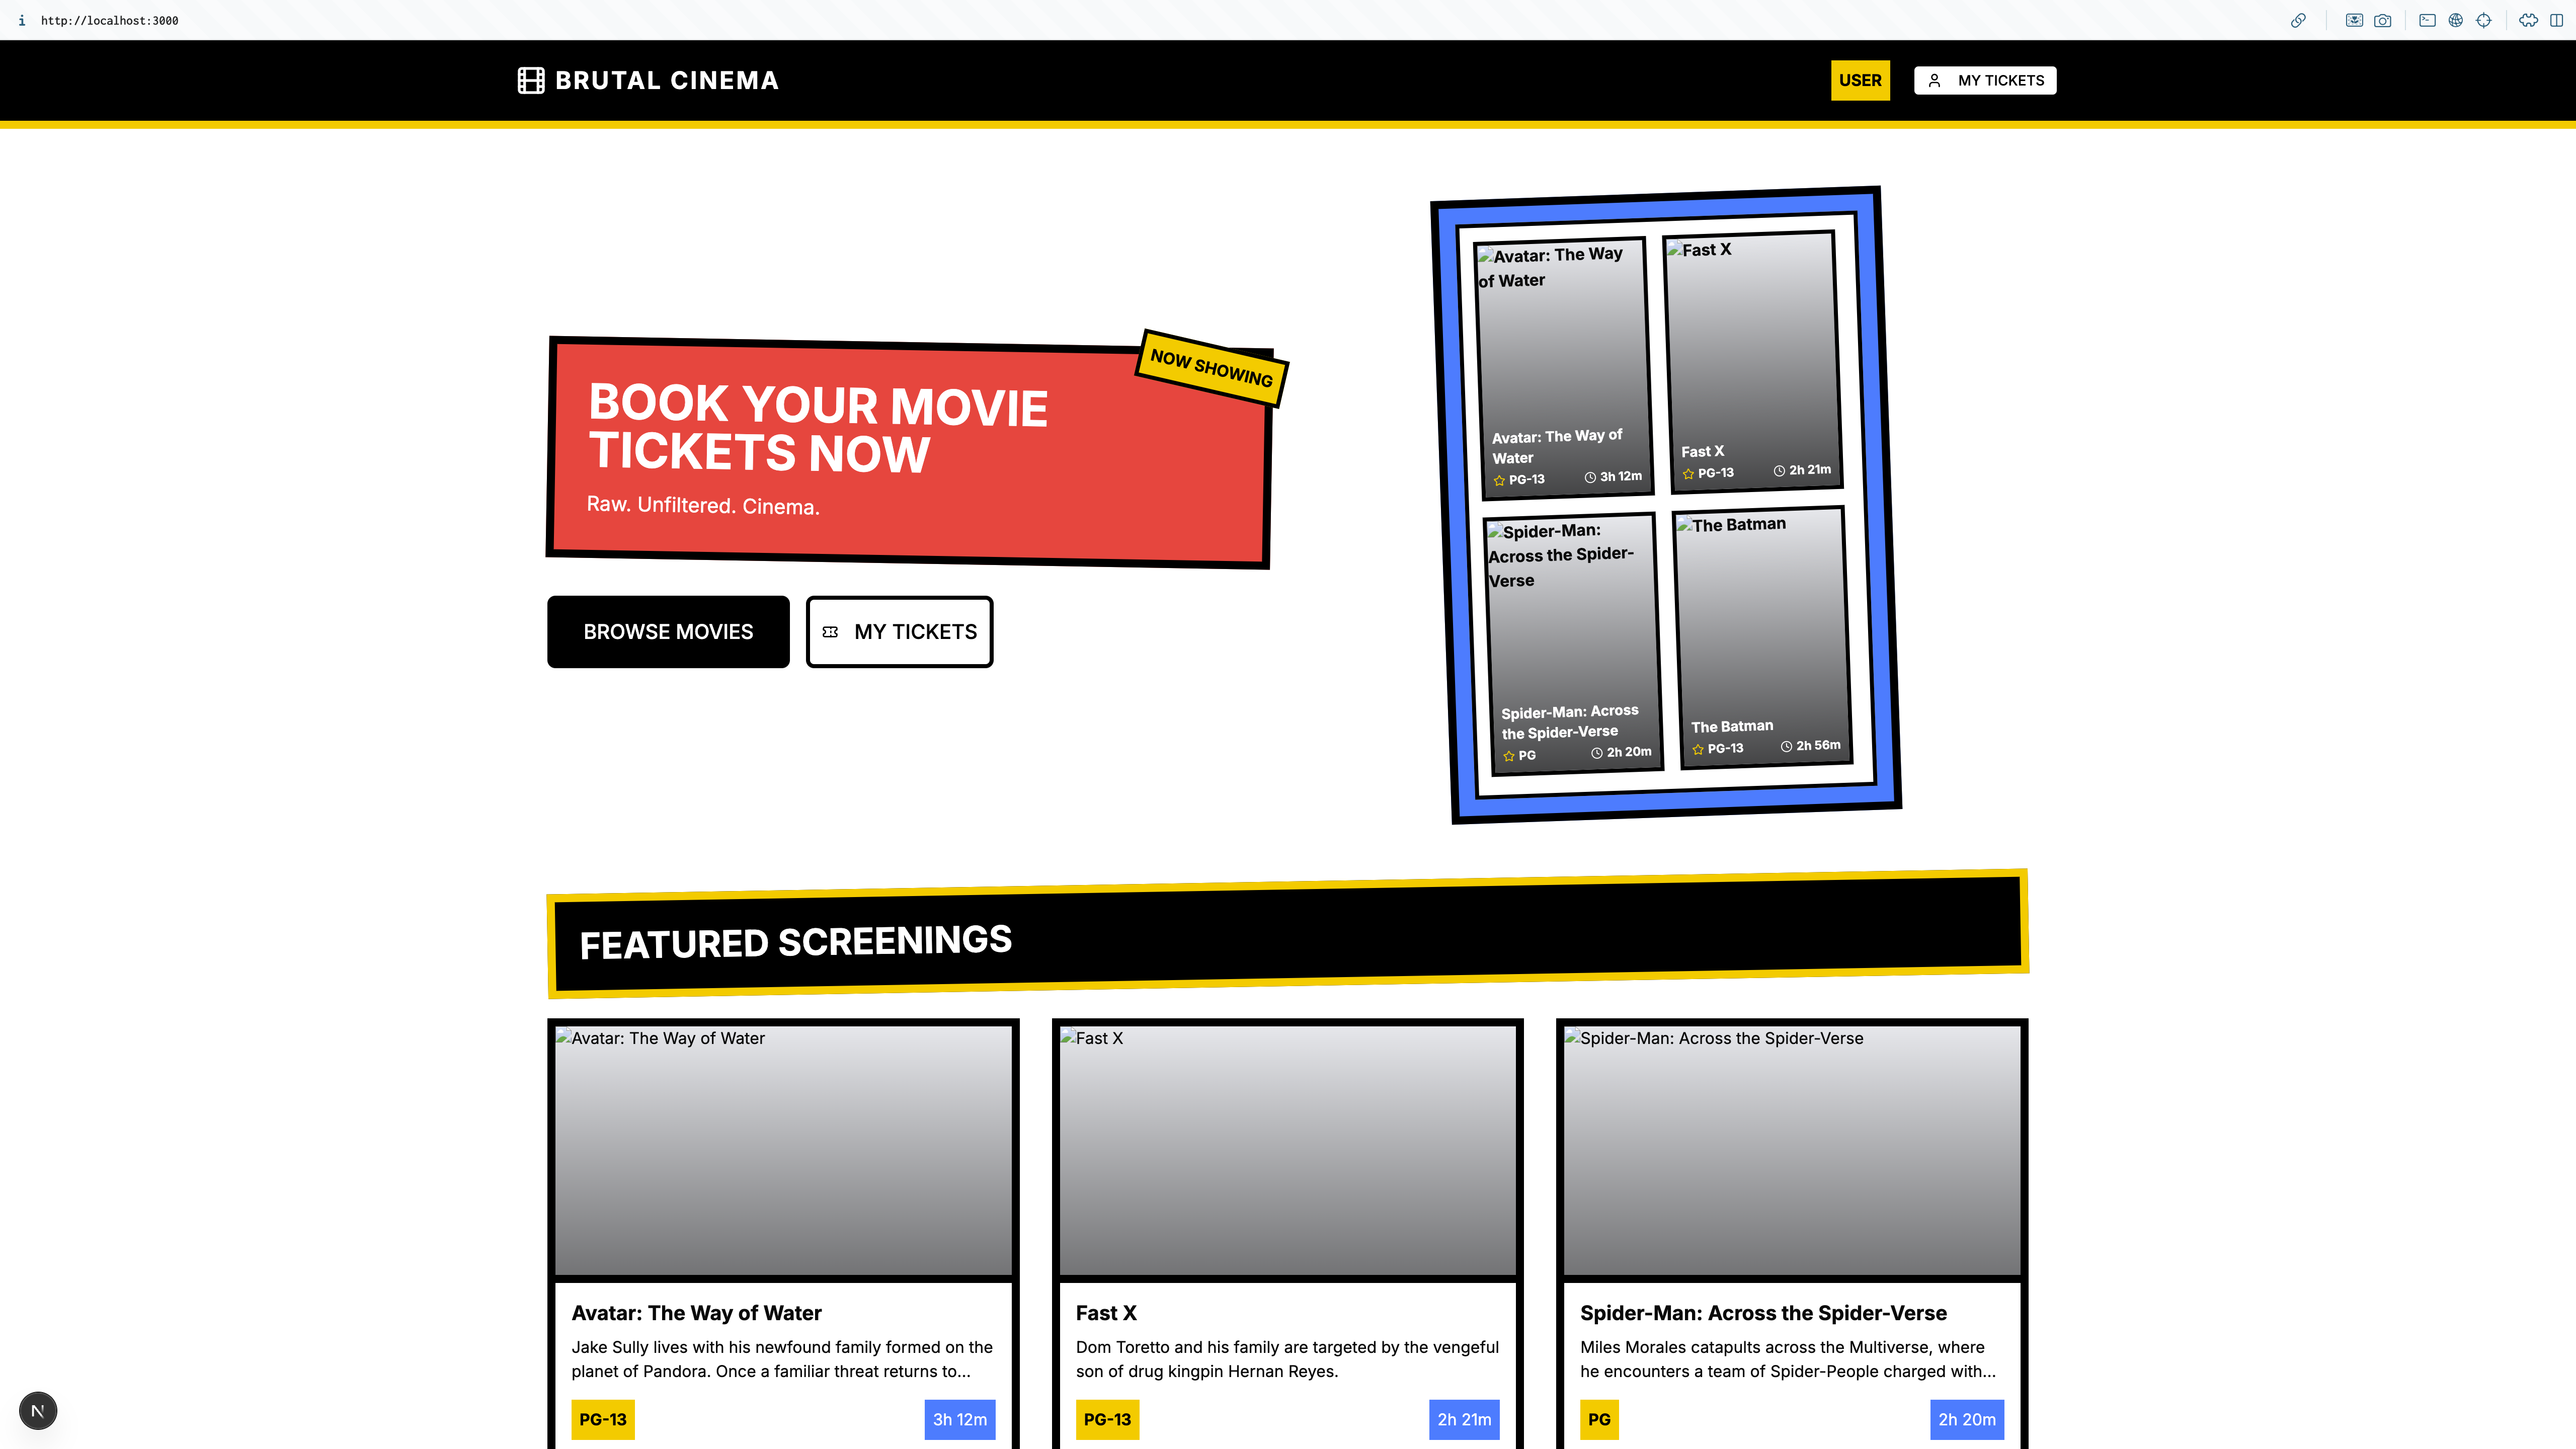 http://localhost:3000
BRUTAL CINEMA
USER
MY TICKETS
NOW SHOWING
BOOK YOUR MOVIE
TICKETS NOW
Raw. Unfiltered. Cinema.
BROWSE MOVIES
MY TICKETS
Avatar: The Way
of Water
Avatar: The Way of
Water
PG-13
3h 12m
Fast X
Fast X
PG-13
2h 21m
Spider-Man:
Across the Spider-
Verse
Spider-Man: Across
the Spider-Verse
PG
2h 20m
The Batman
The Batman
PG-13
2h 56m
FEATURED SCREENINGS
Avatar: The Way of Water
Avatar: The Way of Water
Jake Sully lives with his newfound family formed on the
planet of Pandora. Once a familiar threat returns to...
PG-13
3h 12m
Fast X
Fast X
Dom Toretto and his family are targeted by the vengeful
son of drug kingpin Hernan Reyes.
PG-13
2h 21m
Spider-Man: Across the Spider-Verse
Spider-Man: Across the Spider-Verse
Miles Morales catapults across the Multiverse, where
he encounters a team of Spider-People charged with...
PG
2h 20m
N